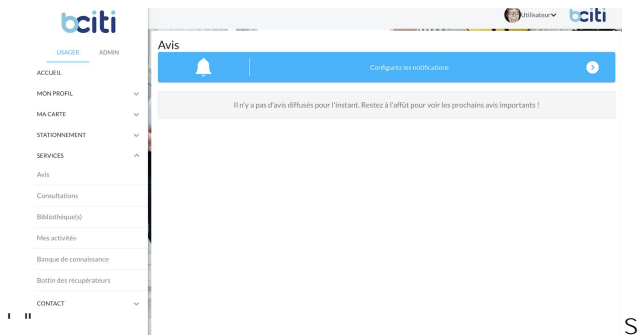 bciti
USAGER ADMIN
ACCUEIL
MON PROFIL
MA CARTE
STATIONNEMENT
SERVICES
Avis
Consultations
Bibliothèque(s)
Mes activités
Banque de connaissance
Bottin des récupérateurs
CONTACT
Utilisateur
bciti
Avis
Configurez les notifications
Il n'y a pas d'avis diffusés pour l'instant. Restez à l'affût pour voir les prochains avis importants !
s